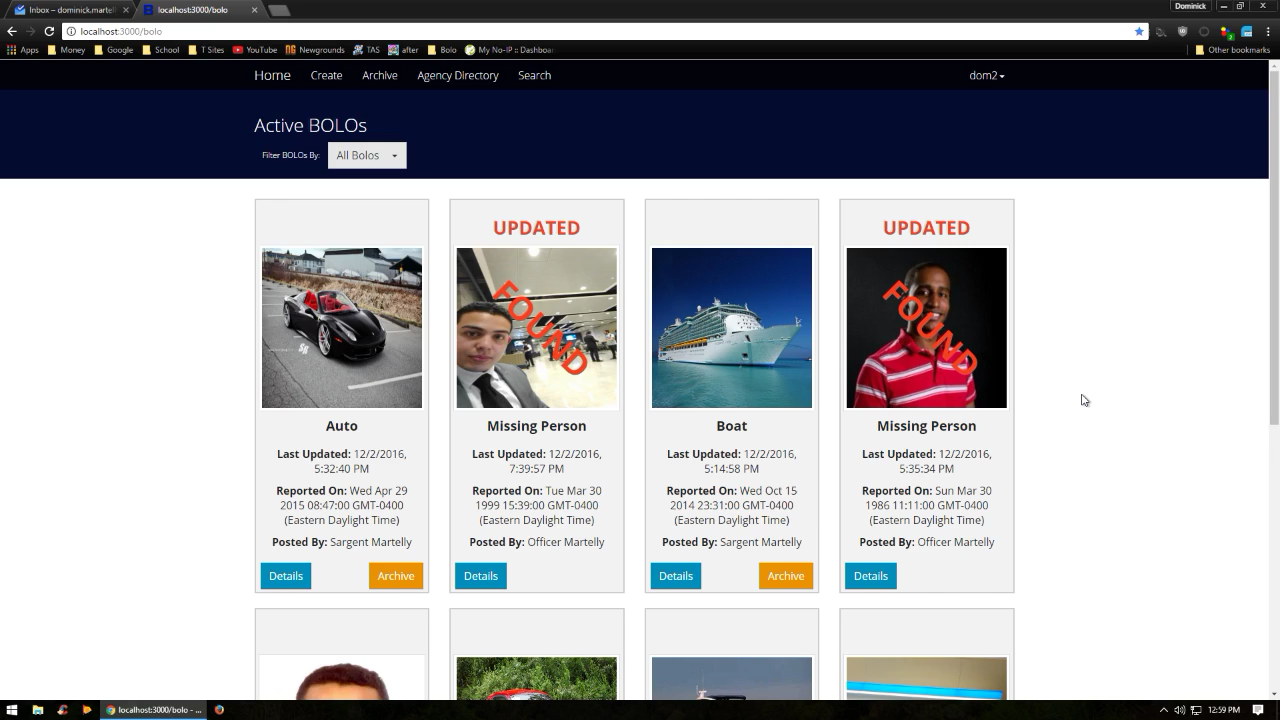 Inbox – dominick.martell
localhost:3000/bolo
Dominick
localhost:3000/bolo
Apps
Money
Google
School
T Sites
YouTube
Newgrounds
TAS
after
Bolo
My No-IP :: Dashboar
Other bookmarks
Home
Create
Archive
Agency Directory
Search
dom2
Active BOLOs
Filter BOLOs By:
All Bolos
UPDATED
UPDATED
FOUND
FOUND
Auto
Missing Person
Boat
Missing Person
Last Updated: 12/2/2016,
5:32:40 PM
Last Updated: 12/2/2016,
7:39:57 PM
Last Updated: 12/2/2016,
5:14:58 PM
Last Updated: 12/2/2016,
5:35:34 PM
Reported On: Wed Apr 29
2015 08:47:00 GMT-0400
(Eastern Daylight Time)
Reported On: Tue Mar 30
1999 15:39:00 GMT-0400
(Eastern Daylight Time)
Reported On: Wed Oct 15
2014 23:31:00 GMT-0400
(Eastern Daylight Time)
Reported On: Sun Mar 30
1986 11:11:00 GMT-0400
(Eastern Daylight Time)
Posted By: Sargent Martelly
Posted By: Officer Martelly
Posted By: Sargent Martelly
Posted By: Officer Martelly
Details
Archive
Details
Details
Archive
Details
localhost:3000/bolo - ...
12:59 PM